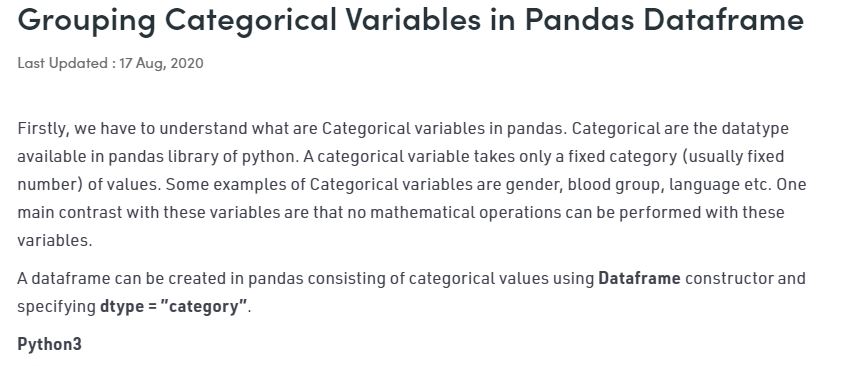 Grouping Categorical Variables in Pandas Dataframe
Last Updated : 17 Aug, 2020
Firstly, we have to understand what are Categorical variables in pandas. Categorical are the datatype
available in pandas library of python. A categorical variable takes only a fixed category (usually fixed
number) of values. Some examples of Categorical variables are gender, blood group, language etc. One
main contrast with these variables are that no mathematical operations can be performed with these
variables.
A dataframe can be created in pandas consisting of categorical values using Dataframe constructor and
specifying dtype = ”category”.
Python3